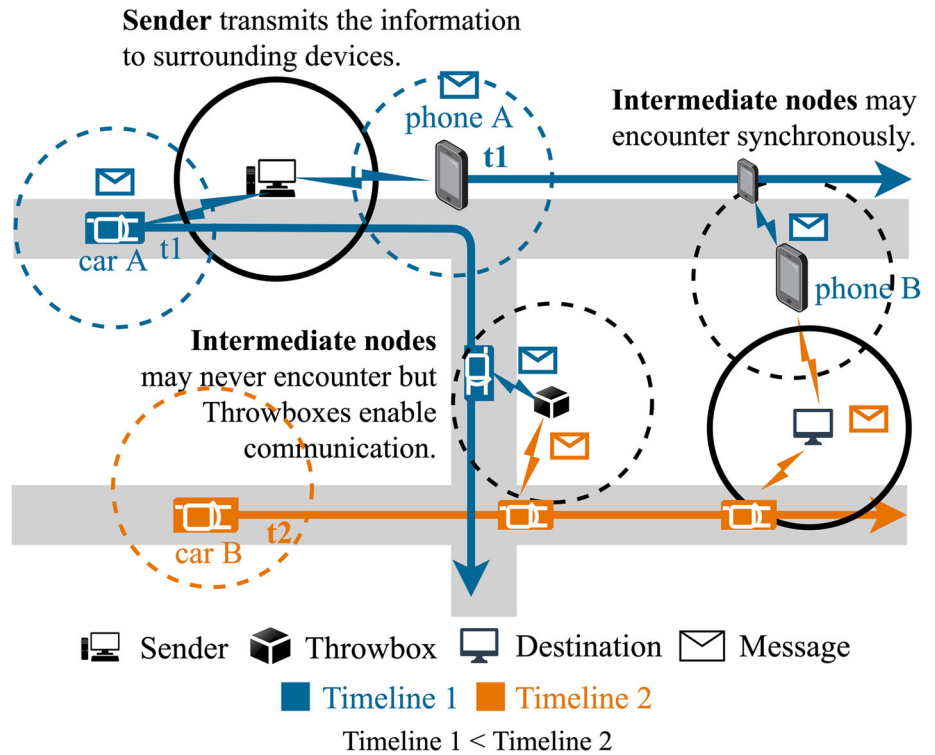 Sender transmits the information
to surrounding devices.
phone A
t1
Intermediate nodes may
encounter synchronously.
car A
t1
phone B
Intermediate nodes
may never encounter but
Throwboxes enable
communication.
car B
t2
Sender
Throwbox
Destination
Message
Timeline 1
Timeline 2
Timeline 1 < Timeline 2